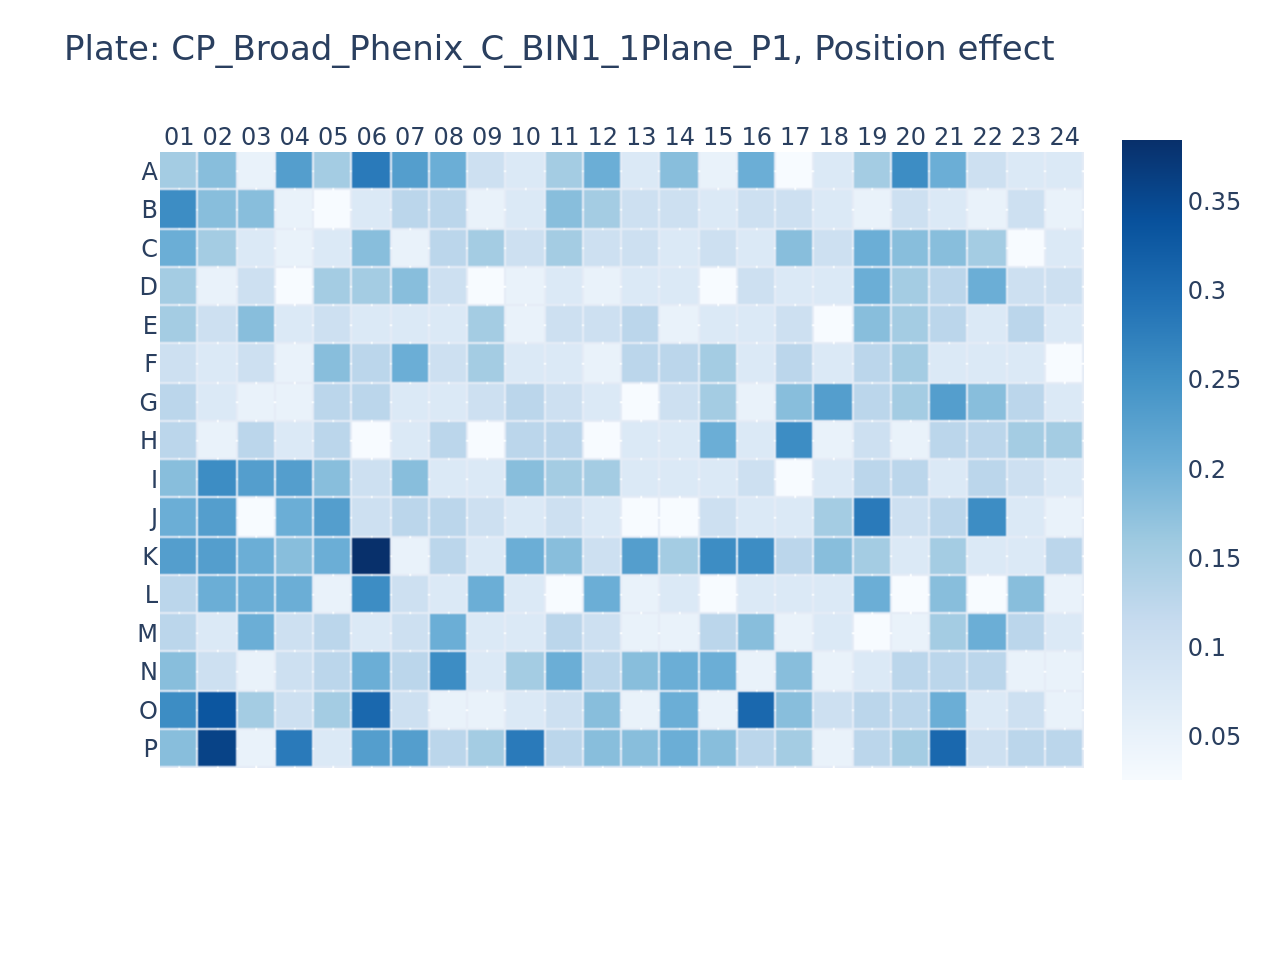 Plate: CP_Broad_Phenix_C_BIN1_1Plane_P1, Position effect
01 02 03 04 05 06 07 08 09 10 11 12 13 14 15 16 17 18 19 20 21 22 23 24
A
B
C
D
E
F
G
H
I
J
K
L
M
N
O
P
0.35
0.3
0.25
0.2
0.15
0.1
0.05